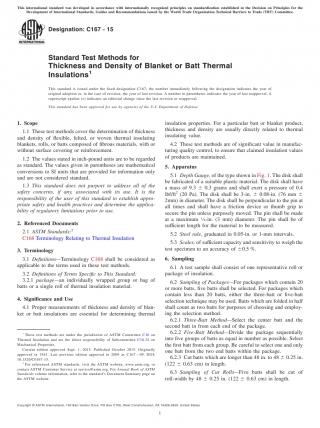 This international standard was developed in accordance with internationally recognized principles on standardization established in the Decision on Principles for the
Development of International Standards, Guides and Recommendations issued by the World Trade Organization Technical Barriers to Trade (TBT) Committee.
Designation: C167 − 15
INTERNATIONAL
Standard Test Methods for
Thickness and Density of Blanket or Batt Thermal
Insulations1
This standard is issued under the fixed designation C167; the number immediately following the designation indicates the year of
original adoption or, in the case of revision, the year of last revision. A number in parentheses indicates the year of last reapproval. A
superscript epsilon (ε) indicates an editorial change since the last revision or reapproval.
This standard has been approved for use by agencies of the U.S. Department of Defense.
1. Scope
1.1 These test methods cover the determination of thickness
and density of flexible, felted, or woven thermal insulating
blankets, rolls, or batts composed of fibrous materials, with or
without surface covering or reinforcement.
1.2 The values stated in inch-pound units are to be regarded
as standard. The values given in parentheses are mathematical
conversions to SI units that are provided for information only
and are not considered standard.
1.3 This standard does not purport to address all of the
safety concerns, if any, associated with its use. It is the
responsibility of the user of this standard to establish appro-
priate safety and health practices and determine the applica-
bility of regulatory limitations prior to use.
2. Referenced Documents
2.1 ASTM Standards:2
C168 Terminology Relating to Thermal Insulation
3. Terminology
3.1 Definitions—Terminology C168 shall be considered as
applicable to the terms used in these test methods.
3.2 Definitions of Terms Specific to This Standard:
3.2.1 package—an individually wrapped group or bag of
batts or a single roll of thermal insulation material.
4. Significance and Use
4.1 Proper measurements of thickness and density of blan-
ket or batt insulations are essential for determining thermal
1 These test methods are under the jurisdiction of ASTM Committee C16 on
Thermal Insulation and are the direct responsibility of Subcommittee C16.32 on
Mechanical Properties.
Current edition approved Sept. 1, 2015. Published October 2015. Originally
approved in 1941. Last previous edition approved in 2009 as C167 – 09.
2 For referenced ASTM standards, visit the ASTM website, www.astm.org, or
contact ASTM Customer Service at service@astm.org. For Annual Book of ASTM
Standards volume information, refer to the standard's Document Summary page on
the ASTM website.
insulation properties. For a particular batt or blanket product,
thickness and density are usually directly related to thermal
insulating value.
4.2 These test methods are of significant value in manufac-
turing quality control, to ensure that claimed insulation values
of products are maintained.
5. Apparatus
5.1 Depth Gauge, of the type shown in Fig. 1. The disk shall
be fabricated of a suitable plastic material. The disk shall have
a mass of 9.3 ± 0.3 grams and shall exert a pressure of 0.4
lbf/ft2 (20 Pa). The disk shall be 3-in. ± 0.08-in. (76 mm ±
2mm) in diameter. The disk shall be perpendicular to the pin at
all times and shall have a friction device or thumb grip to
secure the pin unless purposely moved. The pin shall be made
at a maximum 1⁄8-in. (3 mm) diameter. The pin shall be of
sufficient length for the material to be measured.
5.2 Steel rule, graduated in 0.05-in. or 1-mm intervals.
5.3 Scales, of sufficient capacity and sensitivity to weigh the
test specimen to an accuracy of ±0.5 %.
6. Sampling
6.1 A test sample shall consist of one representative roll or
package of insulation.
6.2 Sampling of Packages—For packages which contain 20
or more batts, five batts shall be selected. For packages which
contain less than 20 batts, either the three-batt or five-batt
selection technique may be used. Batts which are folded in half
shall count as two batts for purposes of choosing and employ-
ing the selection method.
6.2.1 Three-Batt Method—Select the center batt and the
second batt in from each end of the package.
6.2.2 Five-Batt Method—Divide the package sequentially
into five groups of batts as equal in number as possible. Select
the first batt from each group. Be careful to select one and only
one batt from the two end batts within the package.
6.2.3 Cut batts which are longer than 48 in. to 48 ± 0.25 in.
(122 ± 0.63 cm) in length.
6.3 Sampling of Cut Rolls—Five batts shall be cut of
roll-width by 48 ± 0.25 in. (122 ± 0.63 cm) in length.
Copyright © ASTM International, 100 Barr Harbor Drive, PO Box C700, West Conshohocken, PA 19428-2959. United States
1